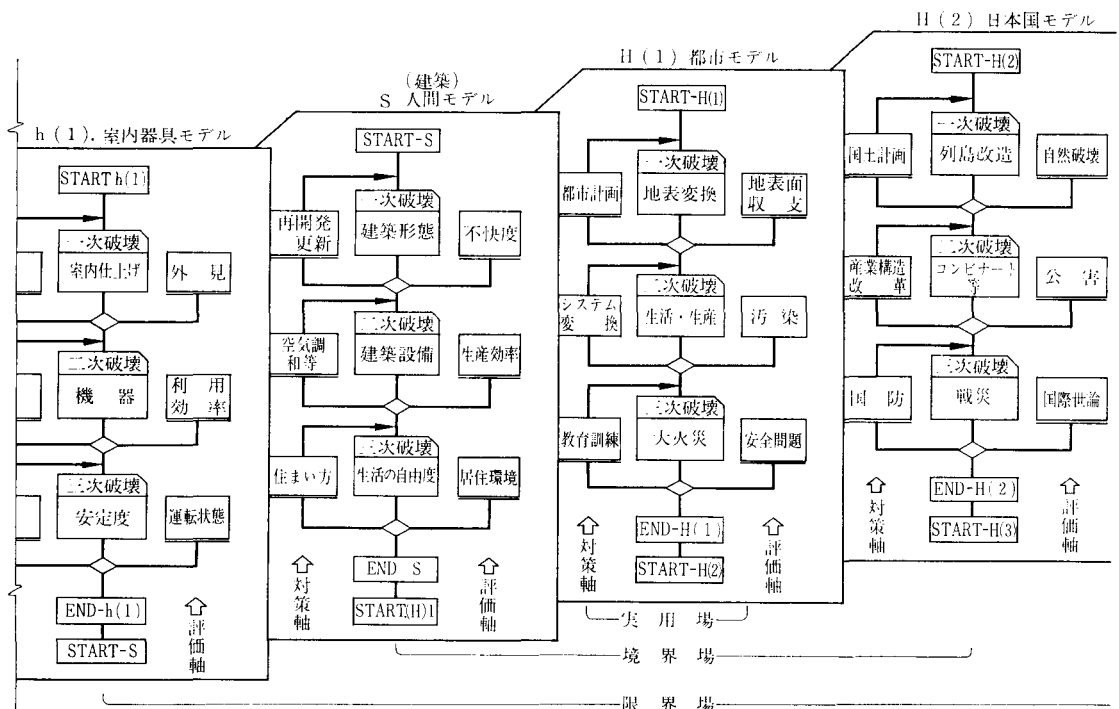 h(1). 室内器具モデル
START h(1)
一次破壊
室内仕上げ
外見
二次破壊
機器
利用
効率
三次破壊
安定度
運転状態
END-h(1)
START-S
評価軸
(建築)
S 人間モデル
START-S
一次破壊
建築形態
再開発
更新
不快度
二次破壊
建築設備
空気調
和等
生産効率
三次破壊
生活の自由度
住まい方
居住環境
END S
START(H)1
対策軸
評価軸
H(1) 都市モデル
START-H(1)
一次破壊
地表変換
都市計画
地表面
収支
二次破壊
生活・生産
システム
変換
汚染
三次破壊
大火災
教育訓練
安全問題
END-H(1)
START-H(2)
対策軸
評価軸
H(2) 日本国モデル
START-H(2)
一次破壊
列島改造
国土計画
自然破壊
二次破壊
コンビナート
等
産業構造
改革
公害
三次破壊
戦災
国防
国際世論
END-H(2)
START-H(3)
対策軸
評価軸
実用場
境界場
限界場